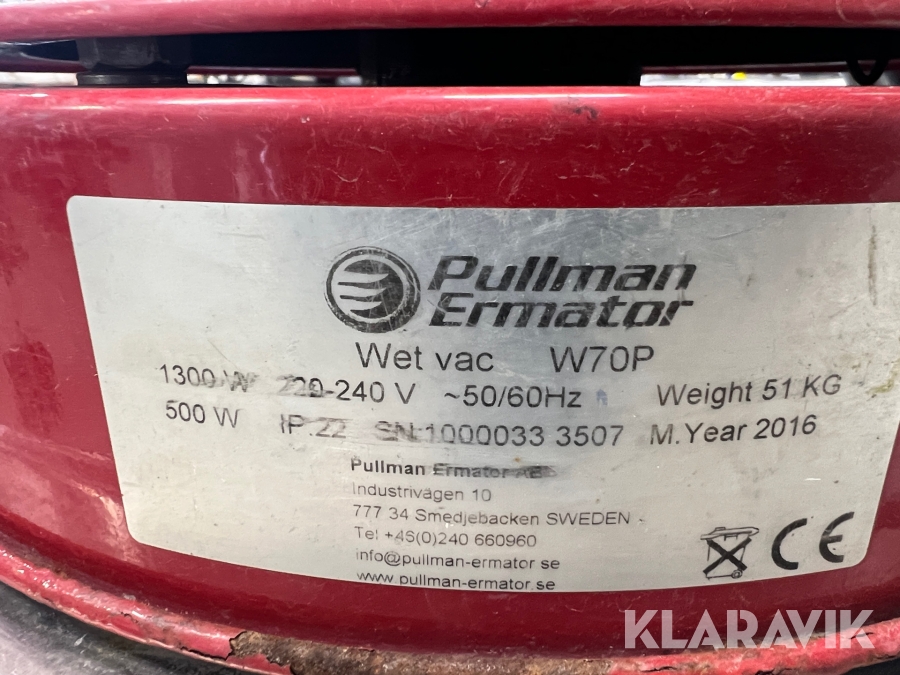 Pullman
Ermator
Wet vac W70P
1300 W 220-240 V ~50/60Hz Weight 51 KG
500 W IP 22 SN:1000033 3507 M.Year 2016
Pullman Ermator AB
Industrivägen 10
777 34 Smedjebacken SWEDEN
Tel +46(0)240 660960
info@pullman-ermator se
www.pullman-ermator.se
CE
KLARAVIK